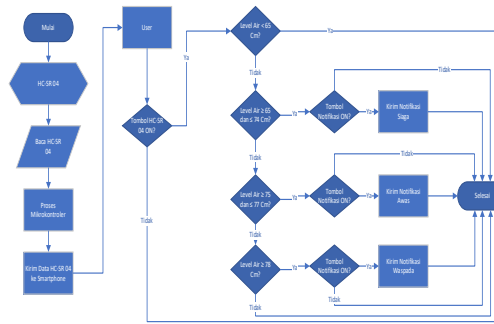 Mulai
HC-SR 04
Baca HC-SR
04
Proses
Mikrokontroler
Kirim Data HC-SR 04
ke Smartphone
User
Tombol HC-SR
04 ON?
Ya
Tidak
Level Air < 65
Cm?
Ya
Tidak
Level Air ≥ 65
dan ≤ 74 Cm?
Ya
Tombol
Notifikasi ON?
Ya
Kirim Notifikasi
Siaga
Tidak
Tidak
Level Air ≥ 75
dan ≤ 77 Cm?
Ya
Tombol
Notifikasi ON?
Ya
Kirim Notifikasi
Awas
Tidak
Selesai
Tidak
Level Air ≥ 78
Cm?
Ya
Tombol
Notifikasi ON?
Ya
Kirim Notifikasi
Waspada
Tidak
Tidak